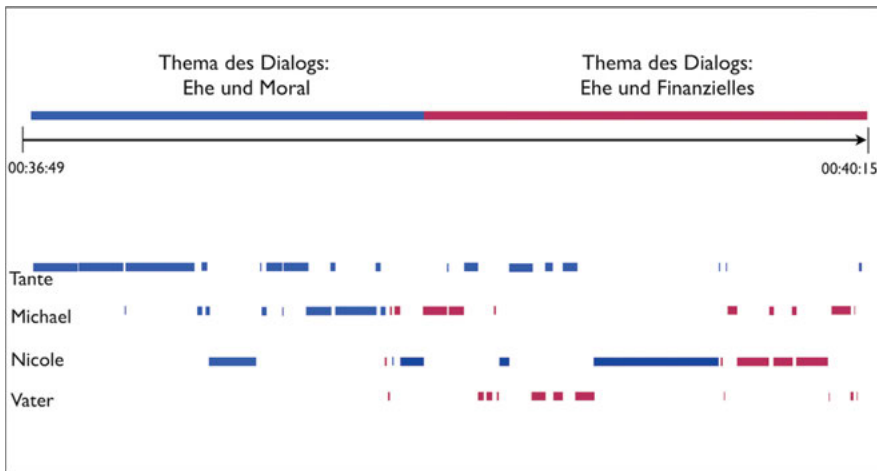 Thema des Dialogs:
Ehe und Moral
Thema des Dialogs:
Ehe und Finanzielles
00:36:49
00:40:15
Tante
Michael
Nicole
Vater